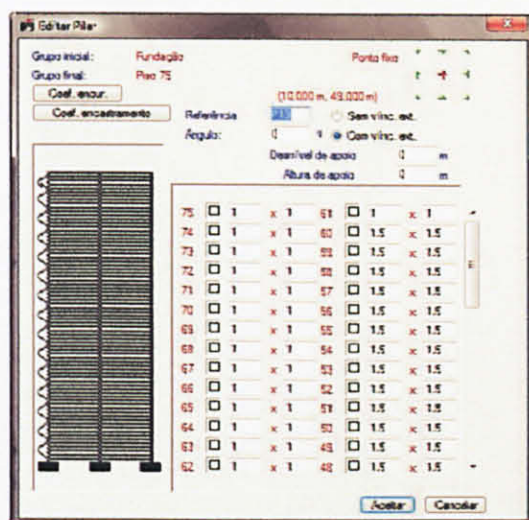 Editar Pilar
Grupo inicial: Fundação Ponto fixo
Grupo final: Piso 75
Coef. encur. (10.000 m, 49.000 m)
Coef. encastramento Referência Sem vínc. ext.
Ângulo: 0 º Com vínc. ext.
Desnível de apoio 0 m
Altura de apoio 0 m
75 1 x 1 61 1 x 1
74 1 x 1 60 1.5 x 1.5
73 1 x 1 59 1.5 x 1.5
72 1 x 1 58 1.5 x 1.5
71 1 x 1 57 1.5 x 1.5
70 1 x 1 56 1.5 x 1.5
69 1 x 1 55 1.5 x 1.5
68 1 x 1 54 1.5 x 1.5
67 1 x 1 53 1.5 x 1.5
66 1 x 1 52 1.5 x 1.5
65 1 x 1 51 1.5 x 1.5
64 1 x 1 50 1.5 x 1.5
63 1 x 1 49 1.5 x 1.5
62 1 x 1 48 1.5 x 1.5
Aceitar Cancelar